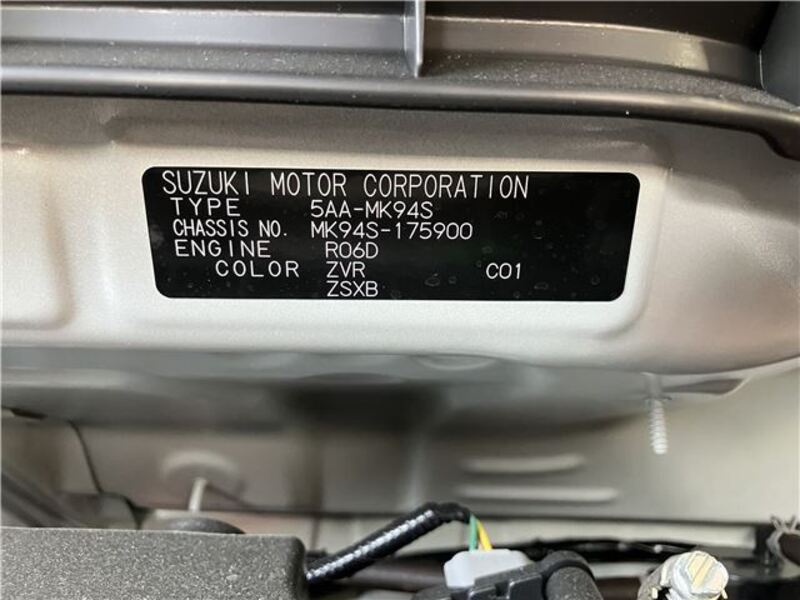 SUZUKI MOTOR CORPORATION
TYPE 5AA-MK94S
CHASSIS NO. MK94S-175900
ENGINE R06D
COLOR ZVR C01
ZSXB